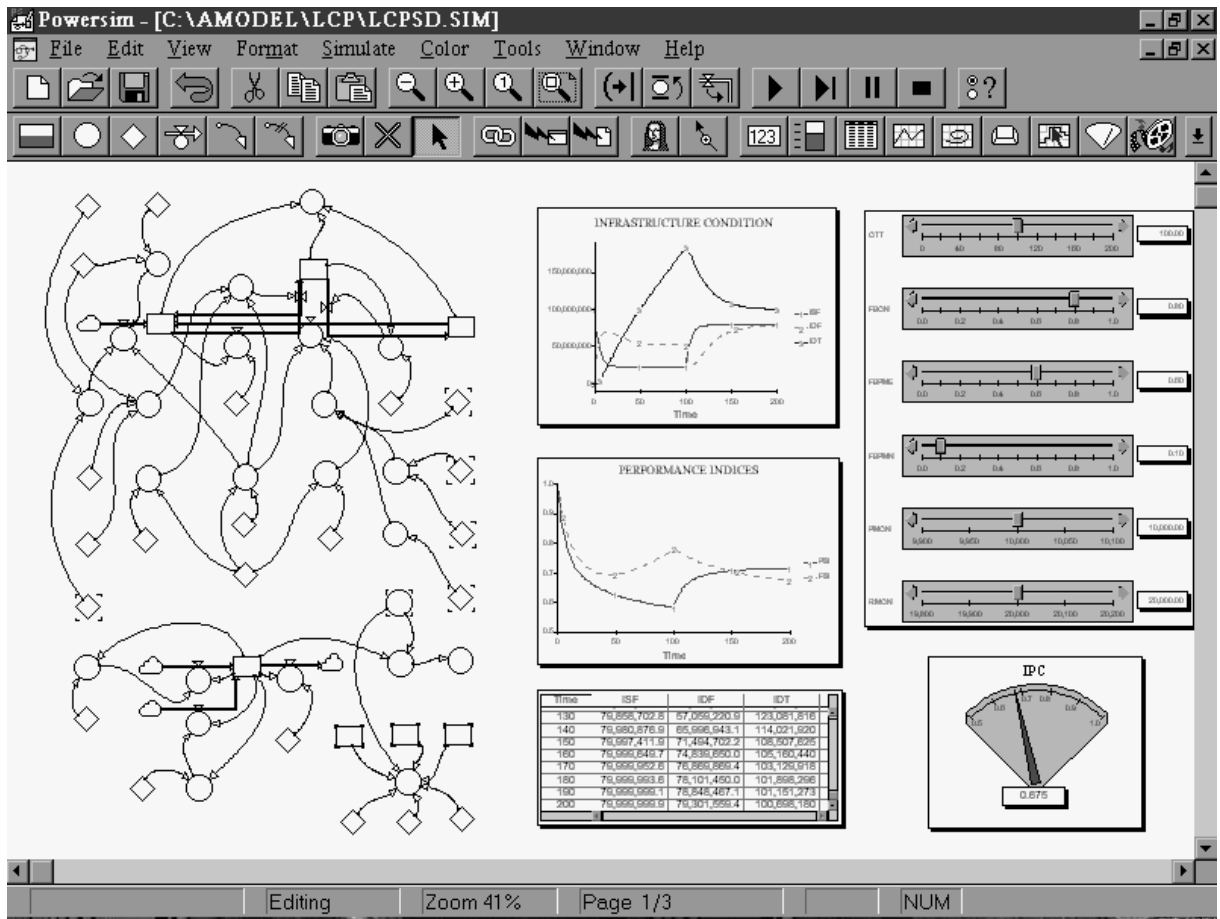 Powersim - [C:\AMODEL\LCP\LCPSD.SIM]
File Edit View Format Simulate Color Tools Window Help
123
INFRASTRUCTURE CONDITION
150,000,000
100,000,000
50,000,000
0
0 50 100 150 200
Time
1 ISF
2 IDF
3 IDT
PERFORMANCE INDICES
1.0
0.9
0.8
0.7
0.6
0.5
0 50 100 150 200
Time
Time ISF IDF IDT
130 79,858,702.8 57,059,220.9 123,081,816
140 79,980,876.9 65,996,943.1 114,021,920
150 79,997,411.9 71,494,702.2 108,507,625
160 79,999,649.7 74,839,650.0 105,160,440
170 79,999,952.6 76,869,869.4 103,129,918
180 79,999,993.6 78,101,450.0 101,898,296
190 79,999,999.1 78,848,467.1 101,151,273
200 79,999,999.9 79,301,559.4 100,698,180
0 40 80 120 160 200
100.00
0.0 0.2 0.4 0.6 0.8 1.0
0.80
0.0 0.2 0.4 0.6 0.8 1.0
0.60
0.0 0.2 0.4 0.6 0.8 1.0
0.10
9,900 9,950 10,000 10,050 10,100
10,000.00
19,800 19,900 20,000 20,100 20,200
20,000.00
IPC
0.5 0.6 0.7 0.8 0.9 1.0
0.675
Editing Zoom 41% Page 1/3 NUM